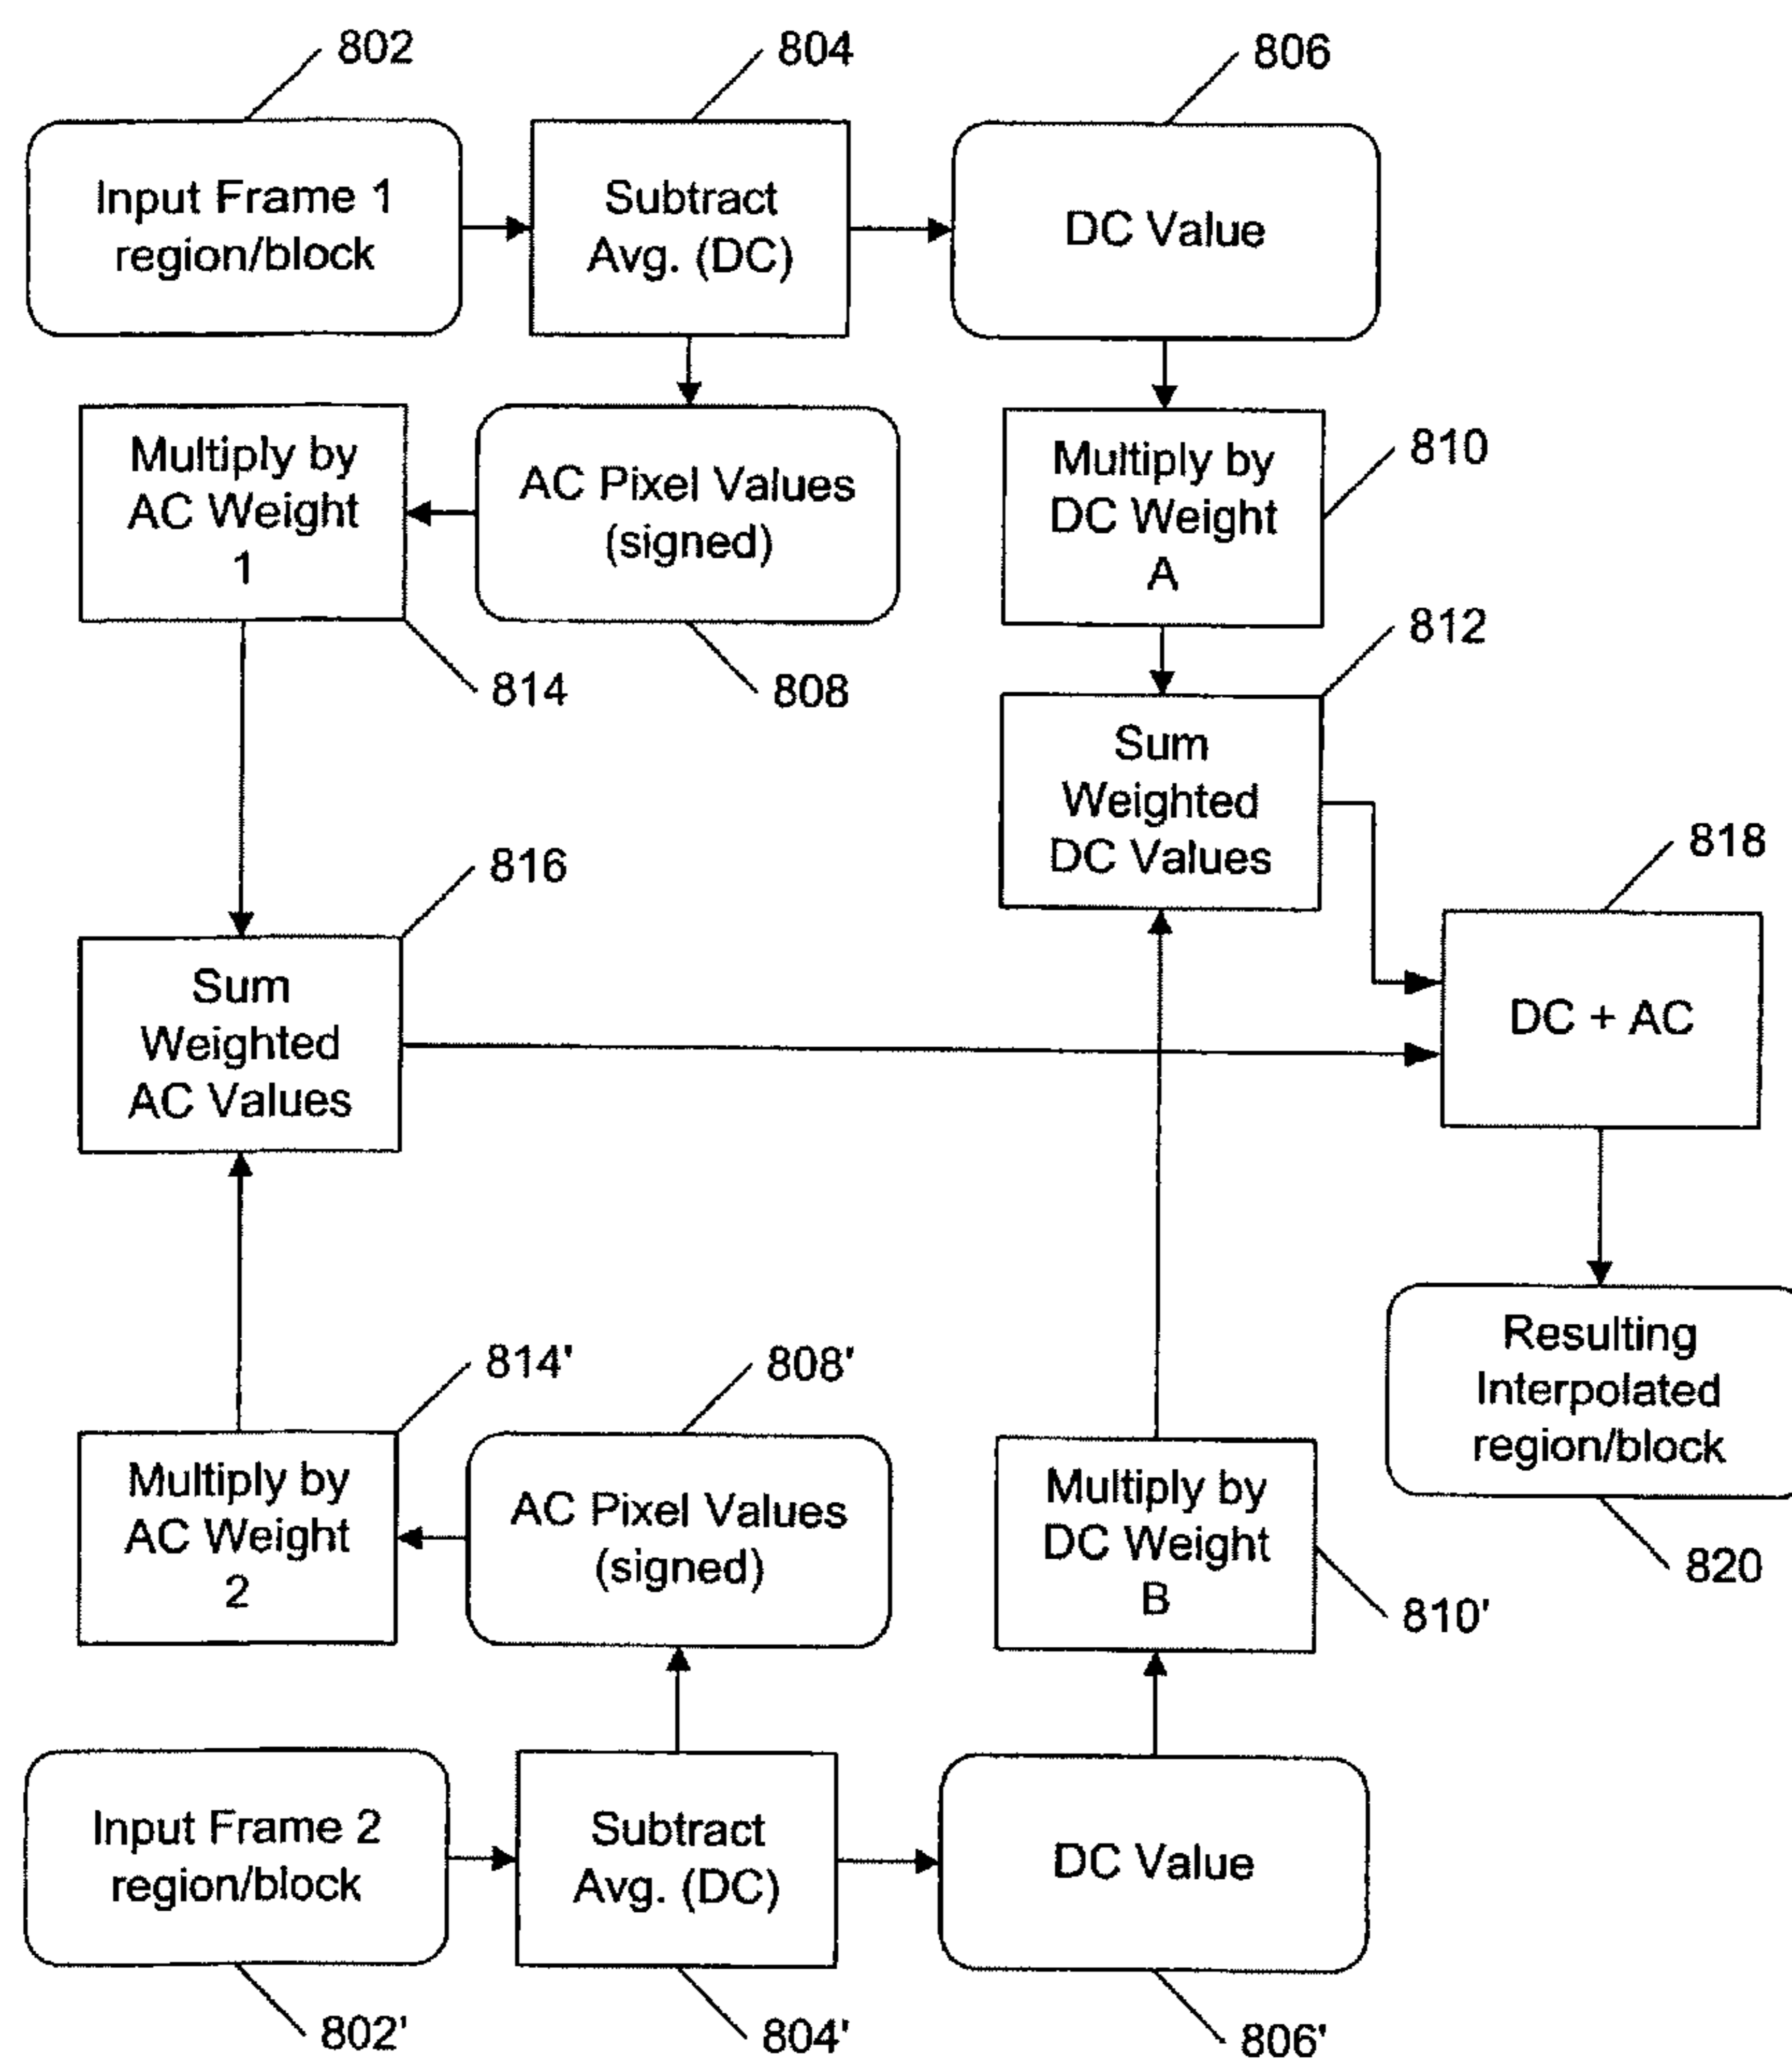 802
804
806
Input Frame 1
region/block
Subtract
Avg. (DC)
DC Value
Multiply by
AC Weight
1
AC Pixel Values
(signed)
Multiply by
DC Weight
A
810
814
808
812
Sum
Weighted
DC Values
816
818
Sum
Weighted
AC Values
DC + AC
814'
808'
Resulting
Interpolated
region/block
Multiply by
AC Weight
2
AC Pixel Values
(signed)
Multiply by
DC Weight
B
820
810'
Input Frame 2
region/block
Subtract
Avg. (DC)
DC Value
802'
804'
806'